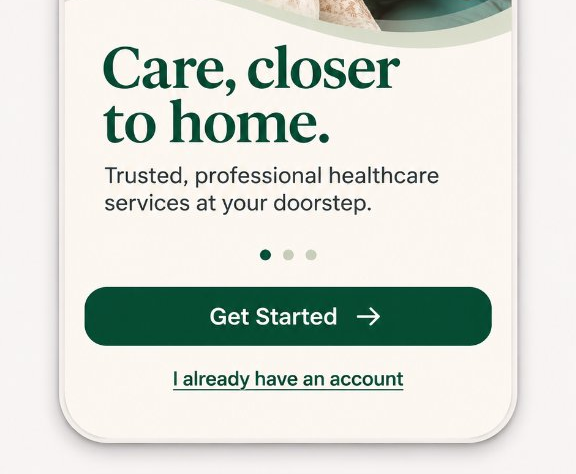 Care, closer
to home.
Trusted, professional healthcare
services at your doorstep.
Get Started →
I already have an account